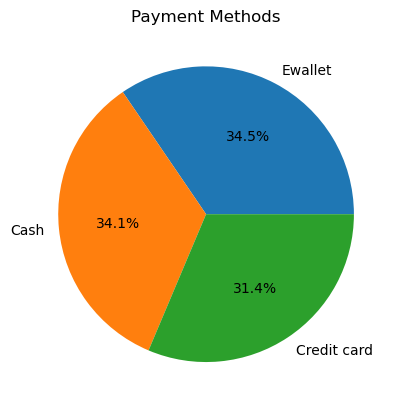 Payment Methods
Ewallet
34.5%
34.1%
Cash
31.4%
Credit card